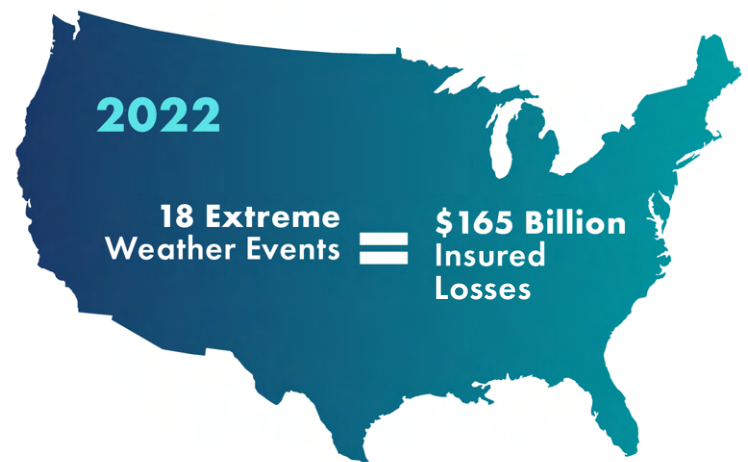 2022
18 Extreme
Weather Events
=
$165 Billion
Insured
Losses